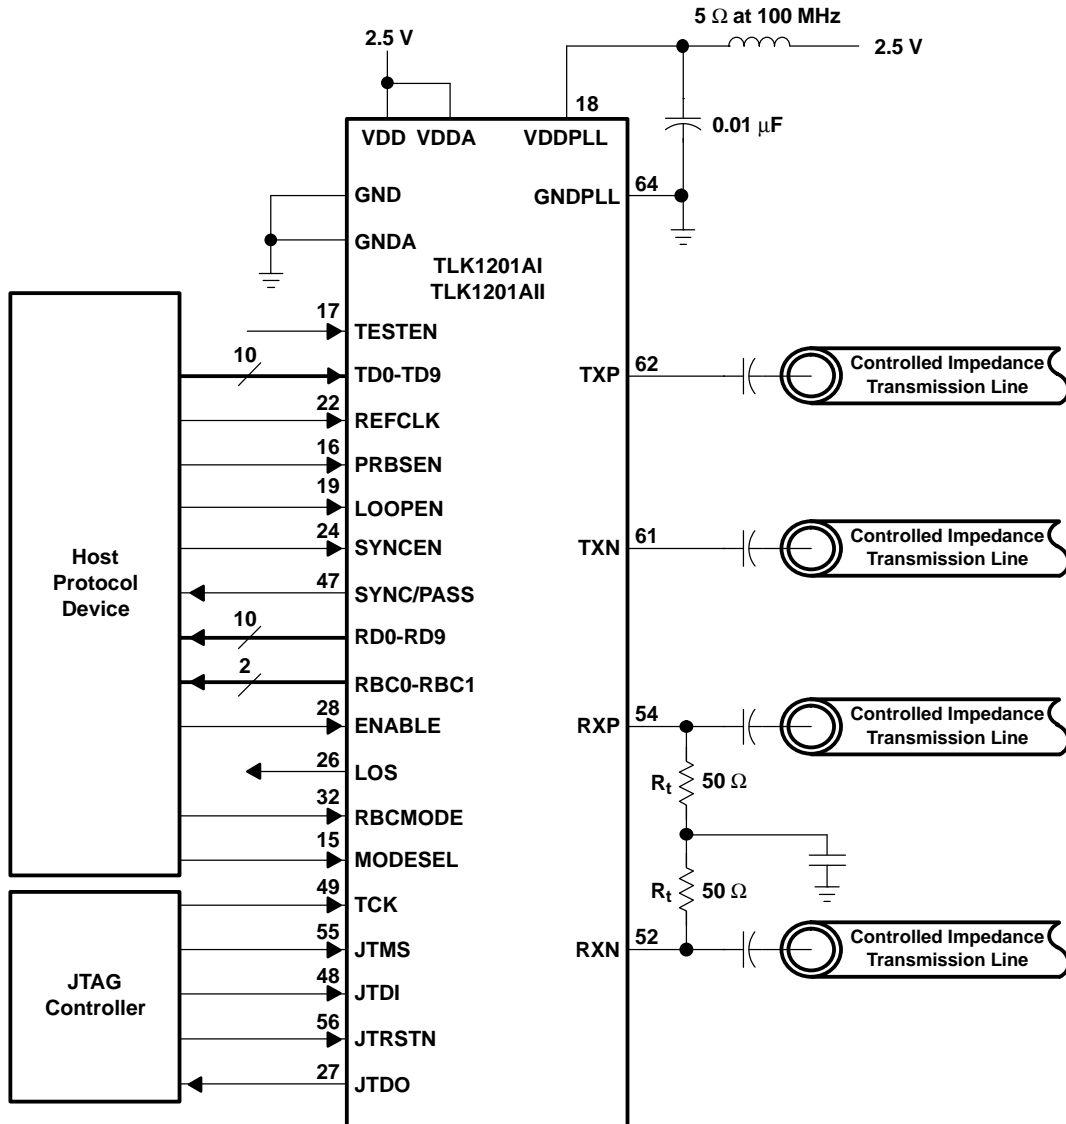 5 Ω at 100 MHz
2.5 V
2.5 V
18
0.01 μF
VDD
VDDA
VDDPLL
GND
GNDPLL
64
GNDA
TLK1201AI
TLK1201AII
17
TESTEN
10
TD0-TD9
22
REFCLK
16
PRBSEN
19
LOOPEN
24
SYNCEN
47
SYNC/PASS
10
RD0-RD9
2
RBC0-RBC1
28
ENABLE
26
LOS
32
RBCMODE
15
MODESEL
49
TCK
55
JTMS
48
JTDI
56
JTRSTN
27
JTDO
Host
Protocol
Device
JTAG
Controller
TXP
62
Controlled Impedance
Transmission Line
TXN
61
Controlled Impedance
Transmission Line
RXP
54
Controlled Impedance
Transmission Line
Rt
50 Ω
Rt
50 Ω
RXN
52
Controlled Impedance
Transmission Line